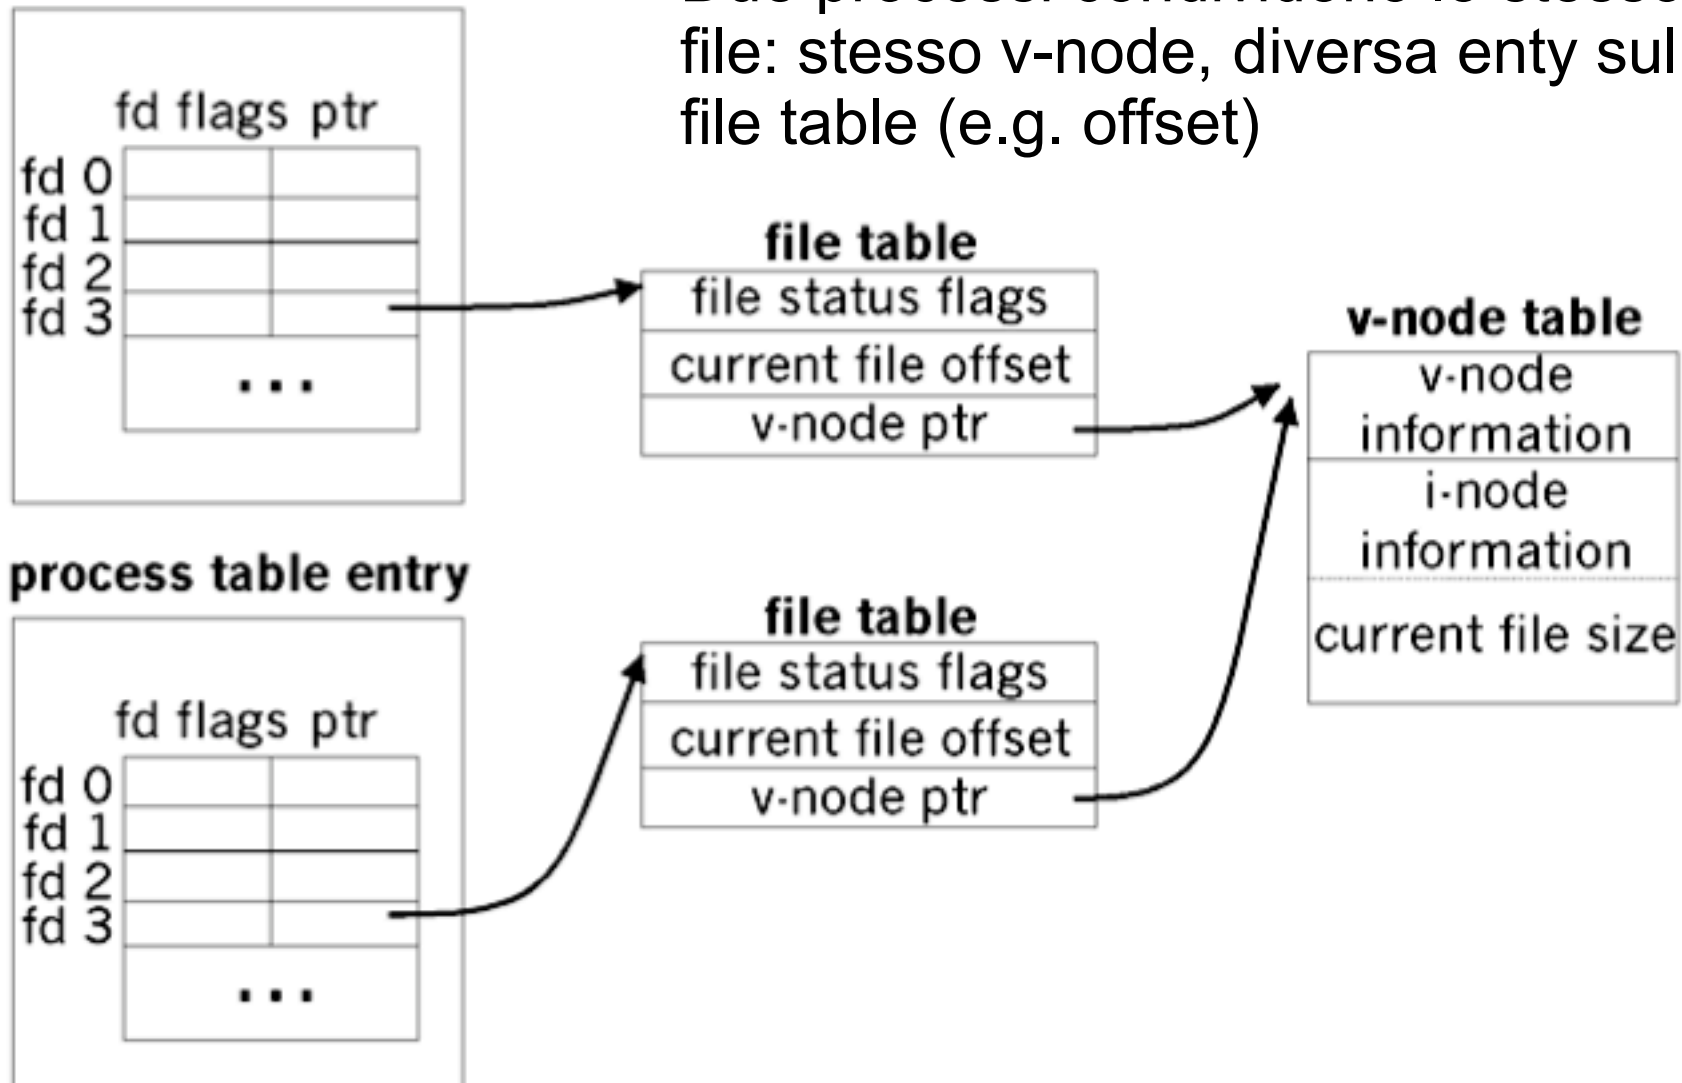 file: stesso v-node, diversa enty sul
file table (e.g. offset)
fd flags ptr
fd 0
fd 1
fd 2
fd 3
...
file table
file status flags
current file offset
v-node ptr
v-node table
v-node
information
i-node
information
current file size
process table entry
fd flags ptr
fd 0
fd 1
fd 2
fd 3
...
file table
file status flags
current file offset
v-node ptr